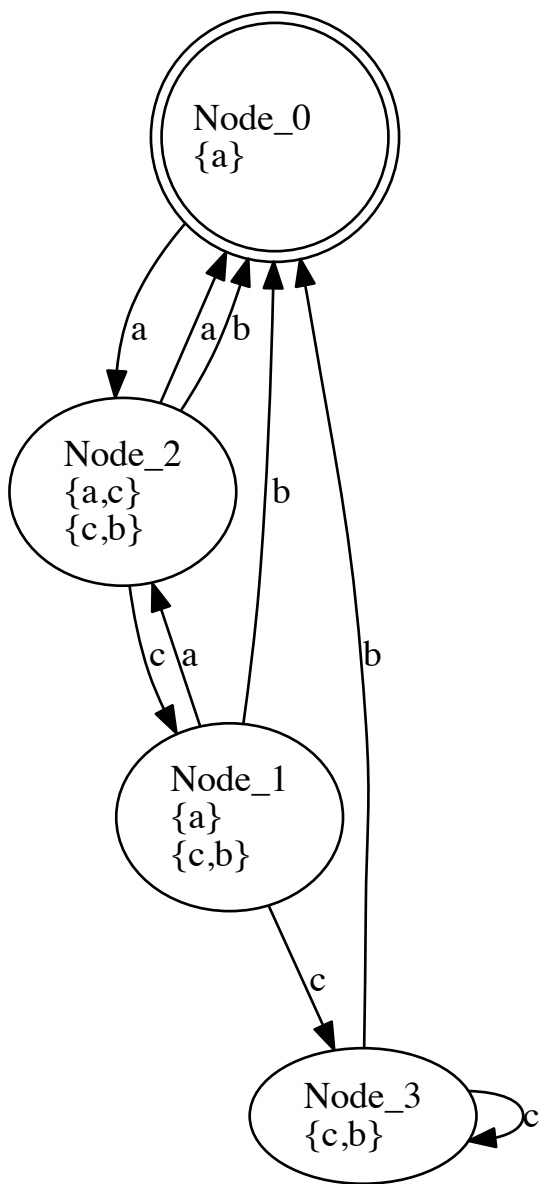 Node_0
{a}
a
a
b
Node_2
{a,c}
{c,b}
b
c
a
b
Node_1
{a}
{c,b}
c
Node_3
{c,b}
c